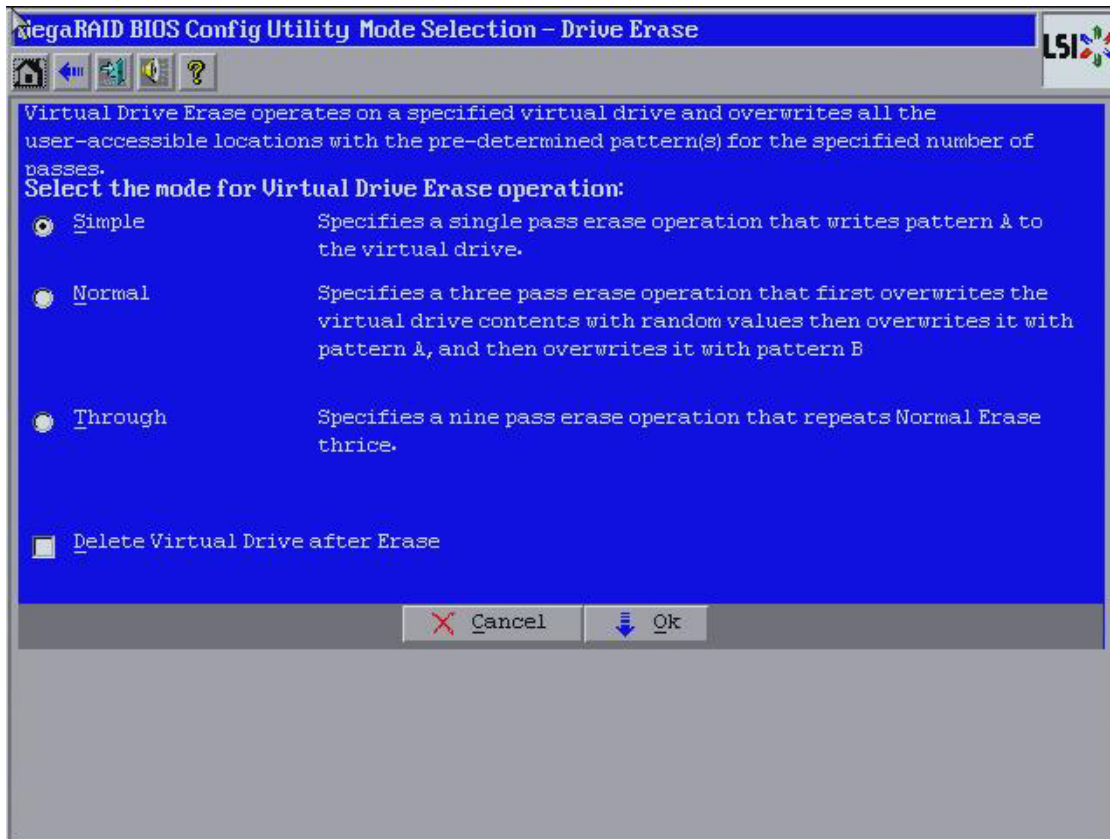 MegaRAID BIOS Config Utility Mode Selection – Drive Erase
LSI
Virtual Drive Erase operates on a specified virtual drive and overwrites all the
user-accessible locations with the pre-determined pattern(s) for the specified number of
passes.
Select the mode for Virtual Drive Erase operation:
Simple Specifies a single pass erase operation that writes pattern A to
the virtual drive.
Normal Specifies a three pass erase operation that first overwrites the
virtual drive contents with random values then overwrites it with
pattern A, and then overwrites it with pattern B
Through Specifies a nine pass erase operation that repeats Normal Erase
thrice.
Delete Virtual Drive after Erase
Cancel Ok